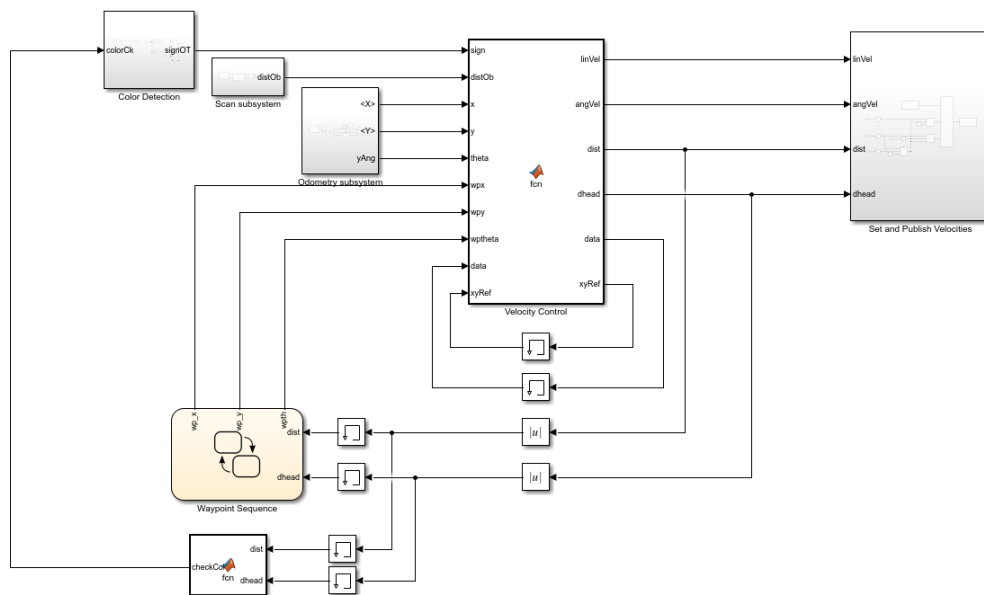 colorCk
signOT
Color Detection
distOb
Scan subsystem
<X>
<Y>
yAng
Odometry subsystem
sign
distOb
x
y
theta
wpx
wpy
wptheta
data
xyRef
fcn
linVel
angVel
dist
dhead
data
xyRef
Velocity Control
linVel
angVel
dist
dhead
Set and Publish Velocities
|u|
|u|
wp_x
wp_y
wpth
dist
dhead
Waypoint Sequence
dist
fcn
dhead